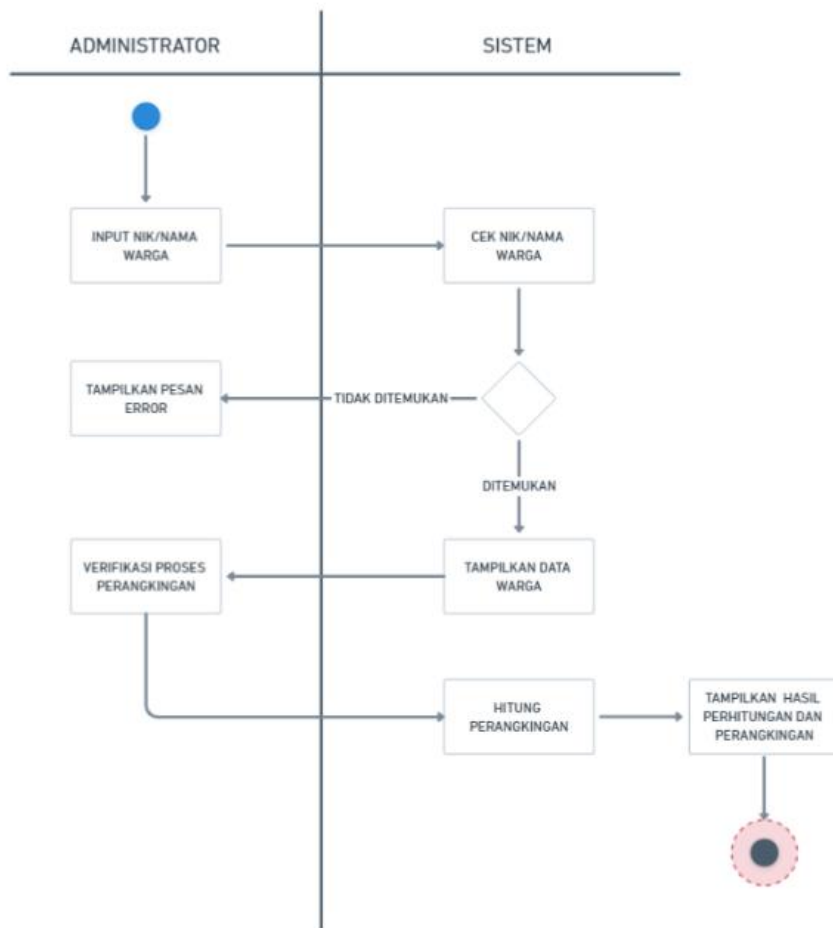 ADMINISTRATOR
SISTEM
INPUT NIK/NAMA
WARGA
CEK NIK/NAMA
WARGA
TAMPILKAN PESAN
ERROR
TIDAK DITEMUKAN
DITEMUKAN
VERIFIKASI PROSES
PERANGKINGAN
TAMPILKAN DATA
WARGA
HITUNG
PERANGKINGAN
TAMPILKAN HASIL
PERHITUNGAN DAN
PERANGKINGAN